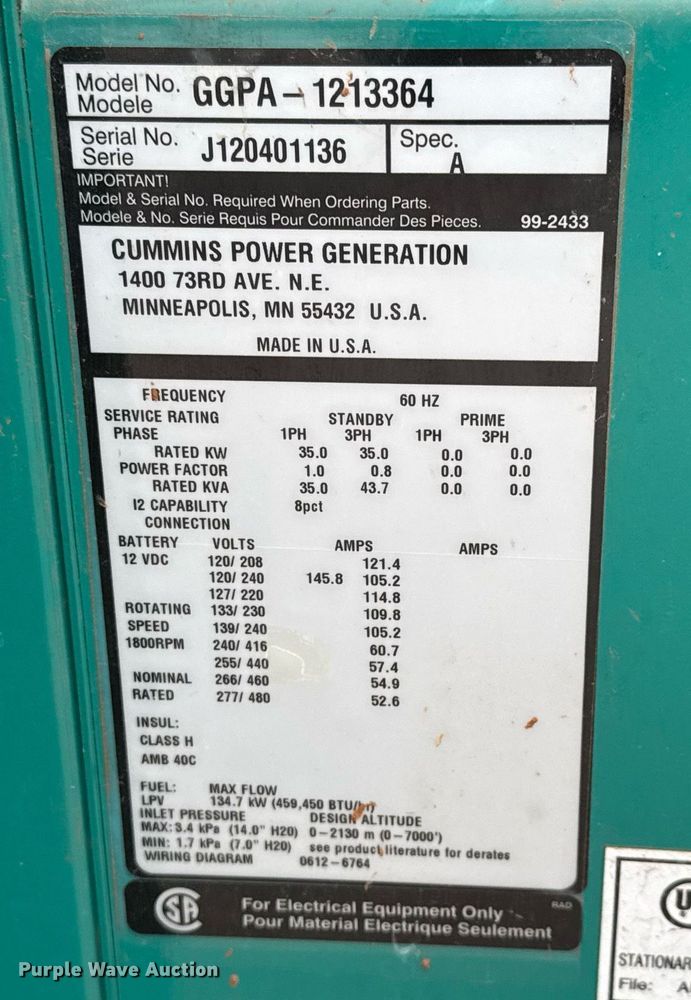 Model No. GGPA-1213364
Modele
Serial No. J120401136 Spec.
Serie A
IMPORTANT!
Model & Serial No. Required When Ordering Parts.
Modele & No. Serie Requis Pour Commander Des Pieces. 99-2433
CUMMINS POWER GENERATION
1400 73RD AVE. N.E.
MINNEAPOLIS, MN 55432 U.S.A.
MADE IN U.S.A.
FREQUENCY 60 HZ
SERVICE RATING STANDBY PRIME
PHASE 1PH 3PH 1PH 3PH
RATED KW 35.0 35.0 0.0 0.0
POWER FACTOR 1.0 0.8 0.0 0.0
RATED KVA 35.0 43.7 0.0 0.0
I2 CAPABILITY 8pct
CONNECTION
BATTERY VOLTS AMPS AMPS
12 VDC 120/ 208 121.4
120/ 240 145.8 105.2
127/ 220 114.8
ROTATING 133/ 230 109.8
SPEED 139/ 240 105.2
1800RPM 240/ 416 60.7
255/ 440 57.4
NOMINAL 266/ 460 54.9
RATED 277/ 480 52.6
INSUL:
CLASS H
AMB 40C
FUEL: MAX FLOW
LPV 134.7 kW (459,450 BTU/hr)
INLET PRESSURE DESIGN ALTITUDE
MAX: 3.4 kPa (14.0" H20) 0-2130 m (0-7000')
MIN: 1.7 kPa (7.0" H20) see product literature for derates
WIRING DIAGRAM 0612-6764
SA For Electrical Equipment Only RAD
Pour Material Electrique Seulement
U
STATIONAR
File: A
Purple Wave Auction